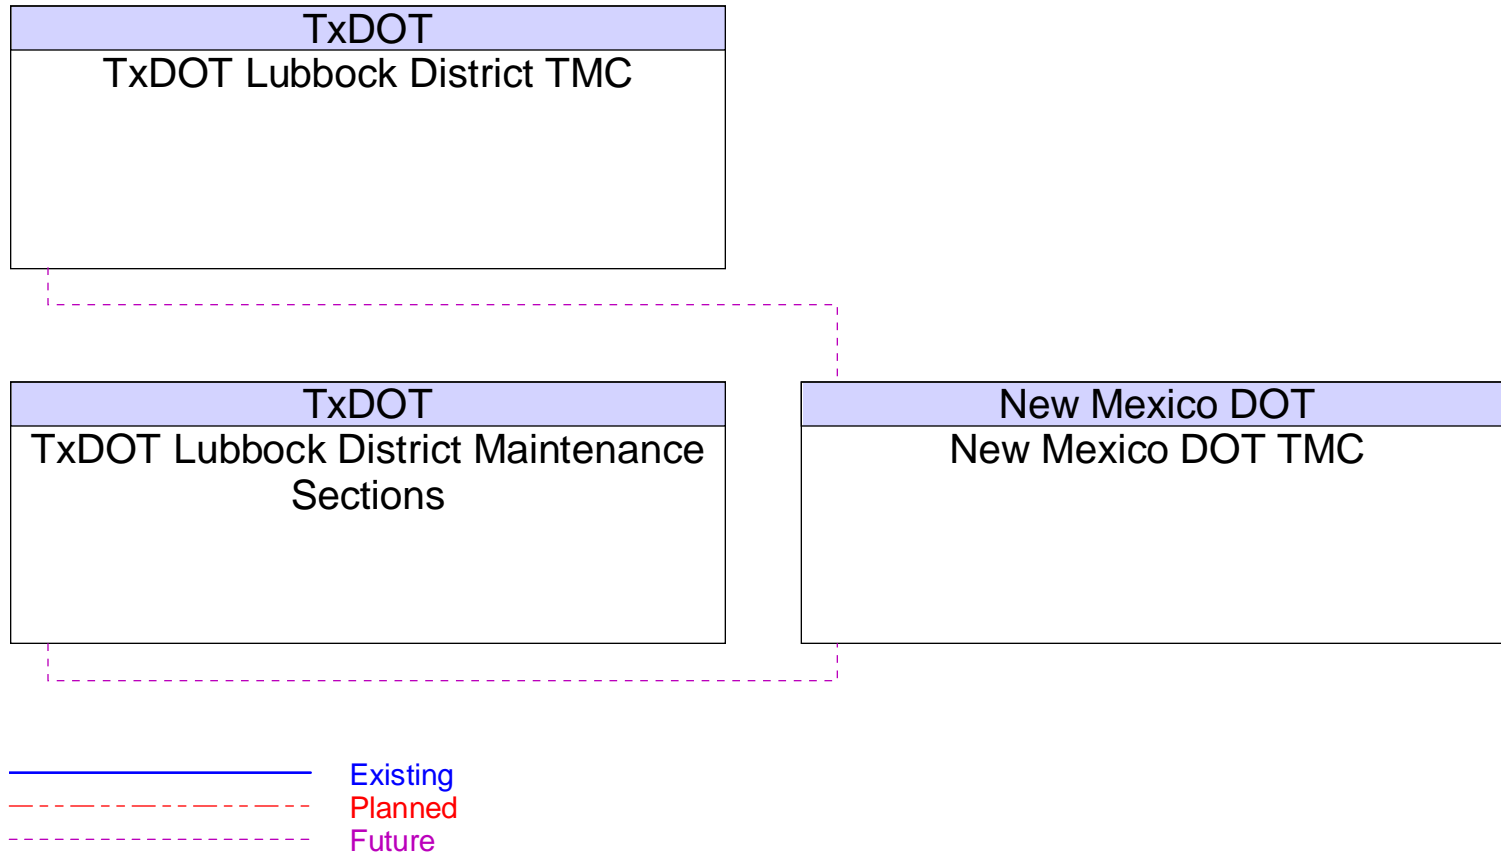 TxDOT
TxDOT Lubbock District TMC
TxDOT
TxDOT Lubbock District Maintenance
Sections
New Mexico DOT
New Mexico DOT TMC
Existing
Planned
Future